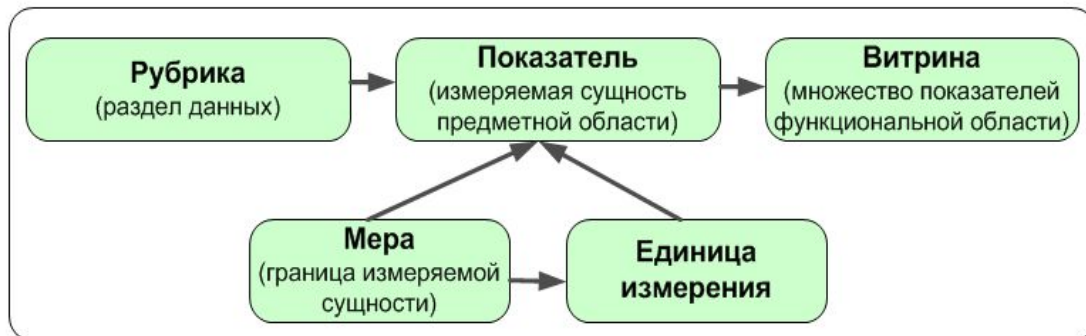 Рубрика
(раздел данных)
Показатель
(измеряемая сущность
предметной области)
Витрина
(множество показателей
функциональной области)
Мера
(граница измеряемой
сущности)
Единица
измерения